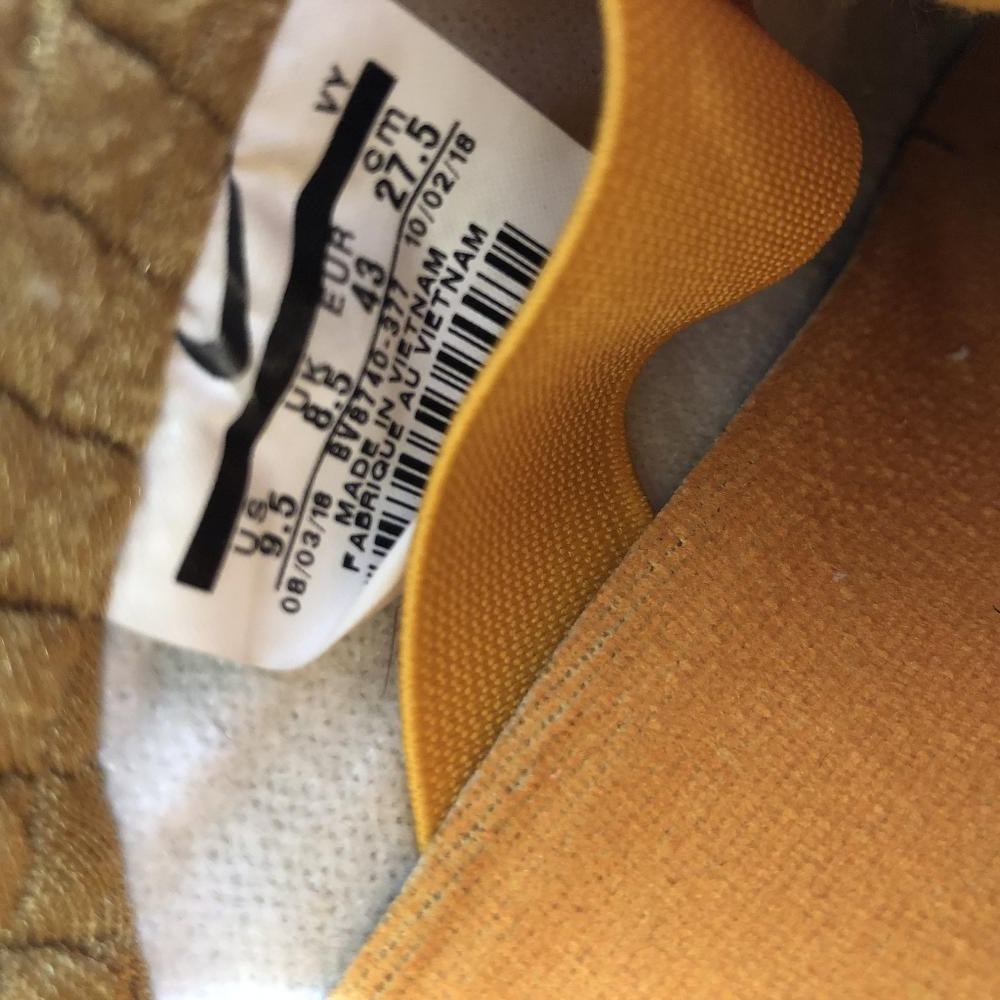 VY
US UK EUR cm
9.5 8.5 43 27.5
08/03/18 BV8740-377 10/02/18
MADE IN VIETNAM
FABRIQUE AU VIETNAM